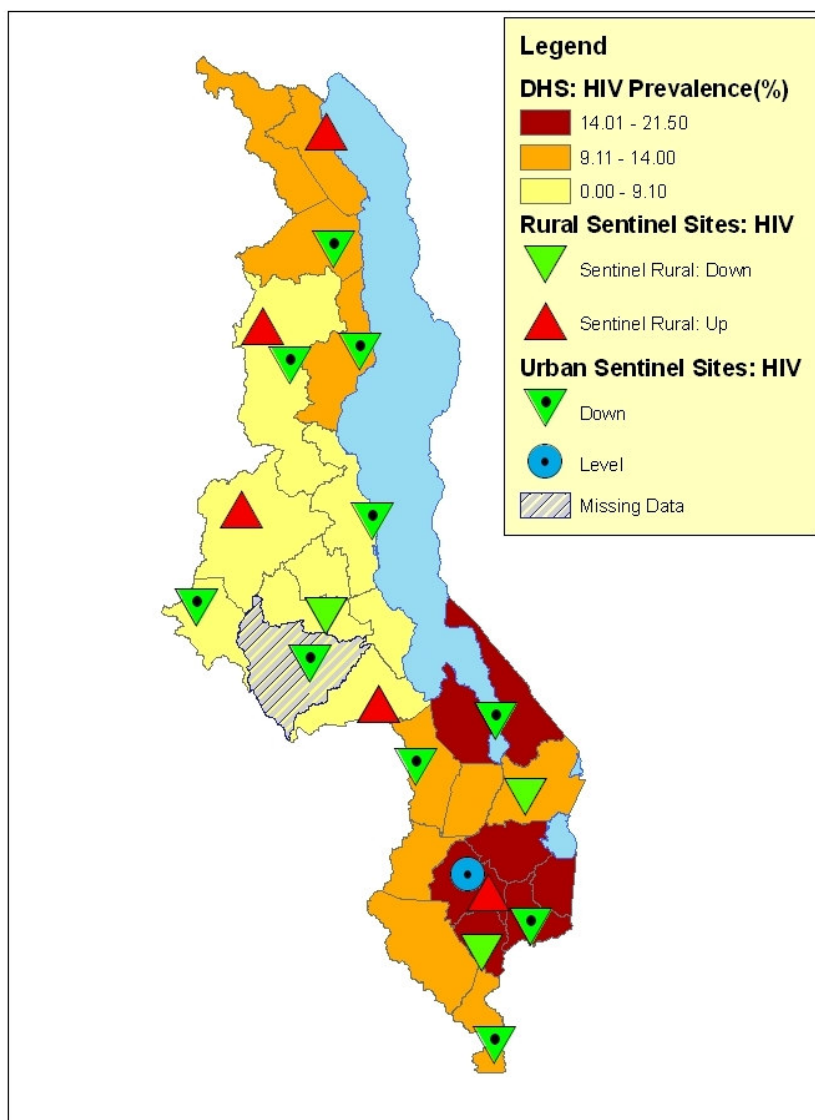 Legend
DHS: HIV Prevalence(%)
14.01 - 21.50
9.11 - 14.00
0.00 - 9.10
Rural Sentinel Sites: HIV
Sentinel Rural: Down
Sentinel Rural: Up
Urban Sentinel Sites: HIV
Down
Level
Missing Data